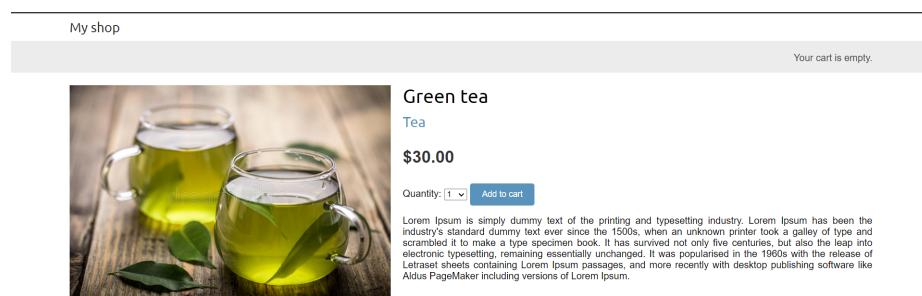 My shop
Your cart is empty.
Green tea
Tea
$30.00
Quantity: 1 Add to cart
Lorem Ipsum is simply dummy text of the printing and typesetting industry. Lorem Ipsum has been the
industry's standard dummy text ever since the 1500s, when an unknown printer took a galley of type and
scrambled it to make a type specimen book. It has survived not only five centuries, but also the leap into
electronic typesetting, remaining essentially unchanged. It was popularised in the 1960s with the release of
Letraset sheets containing Lorem Ipsum passages, and more recently with desktop publishing software like
Aldus PageMaker including versions of Lorem Ipsum.